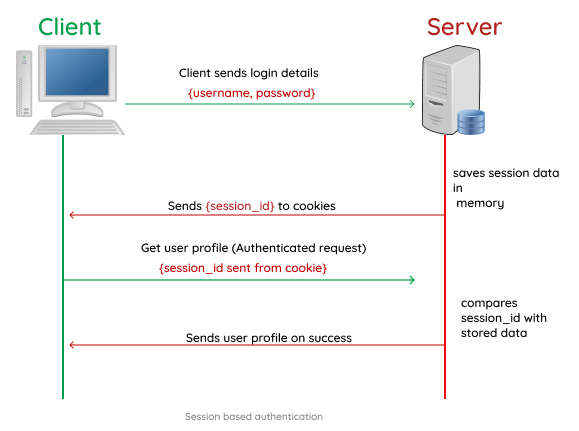 Client
Server
Client sends login details
{username, password}
saves session data
in
memory
Sends {session_id} to cookies
Get user profile (Authenticated request)
{session_id sent from cookie}
compares
session_id with
stored data
Sends user profile on success
Session based authentication